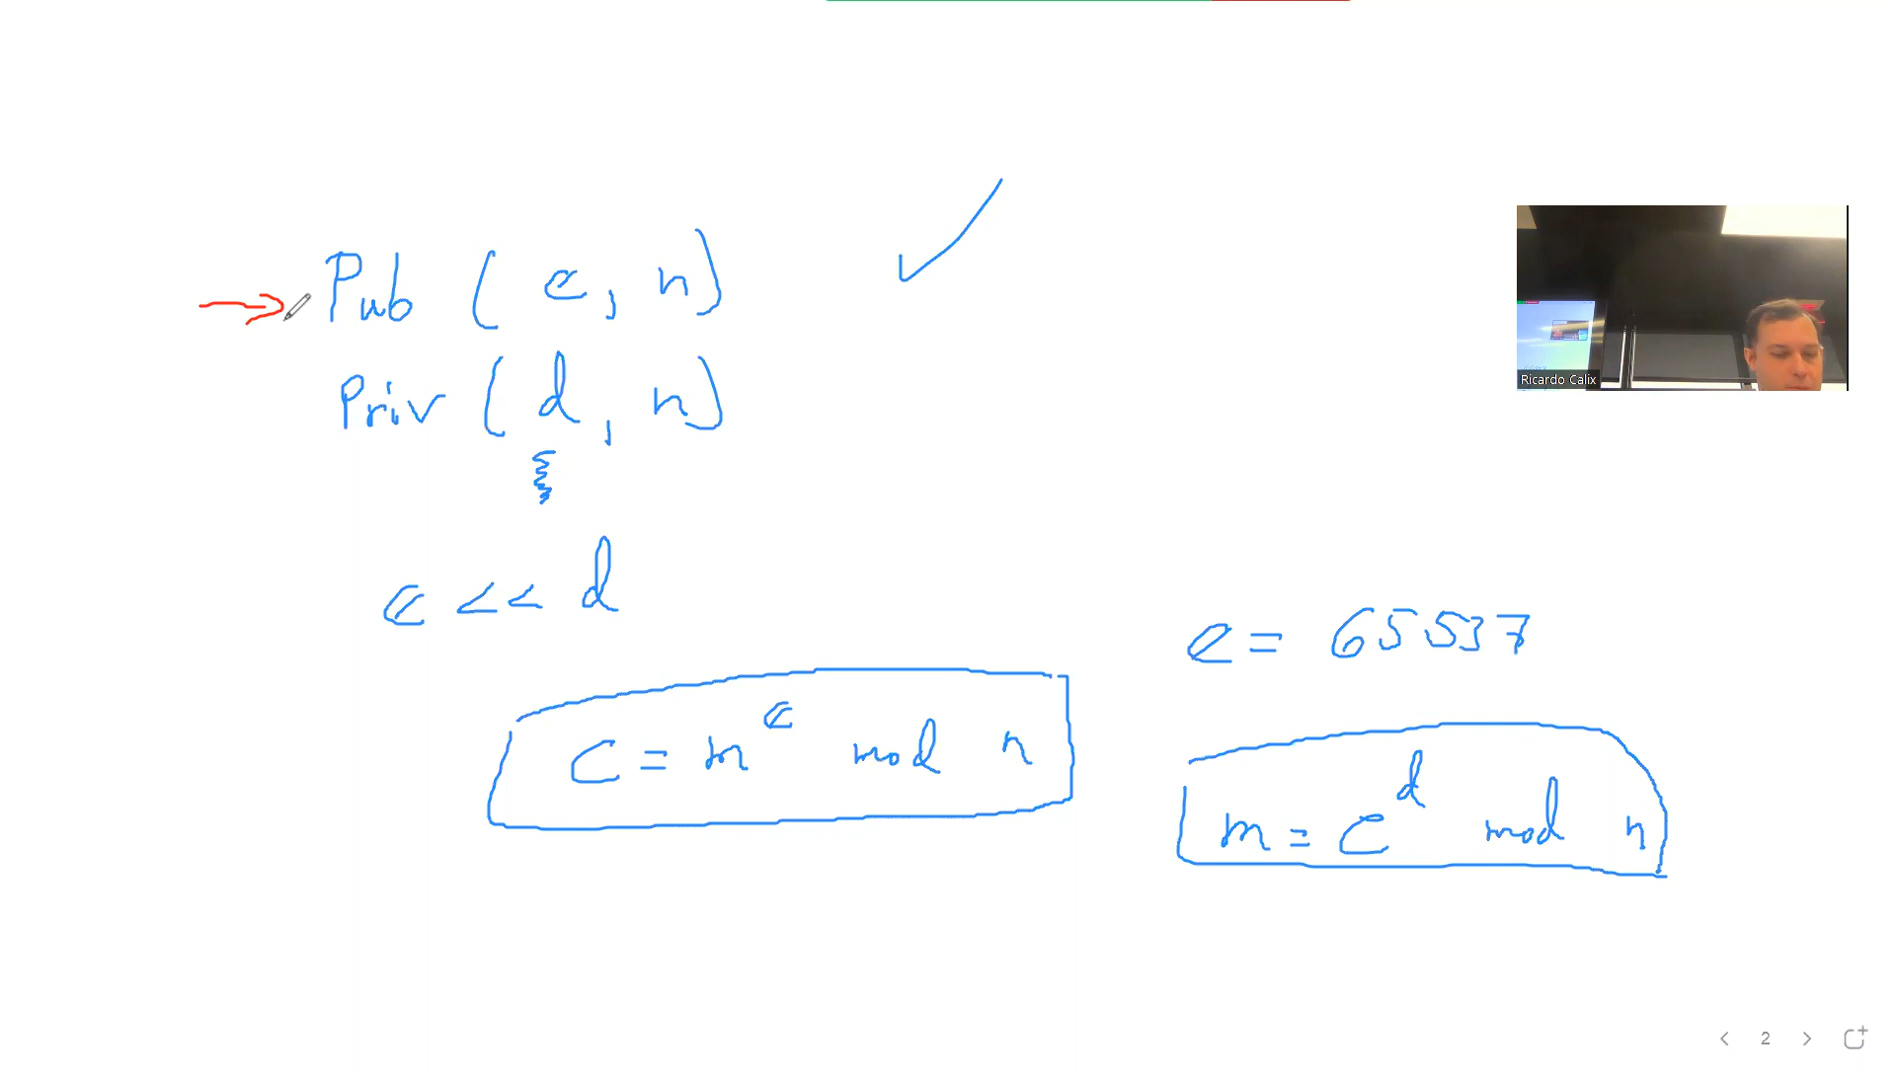 Pub ( e, n)
Priv ( d, n)
e << d
e = 65537
C = m^e mod n
m = c^d mod n
Ricardo Calix
2